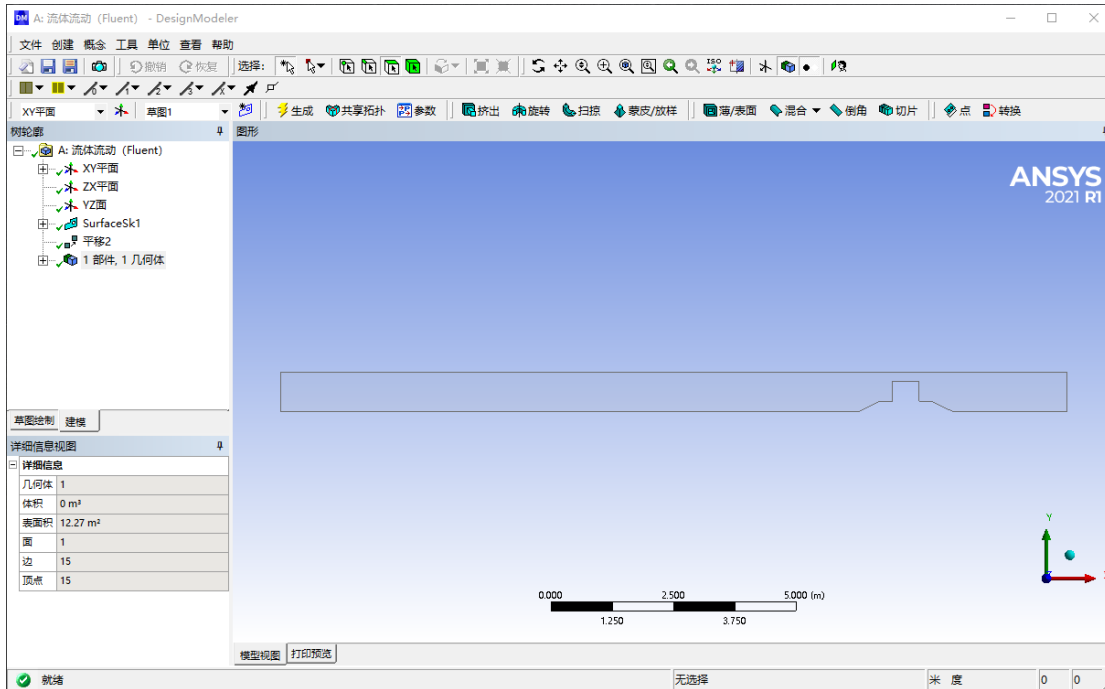 DM A: 流体流动 (Fluent) - DesignModeler
文件 创建 概念 工具 单位 查看 帮助
撤销 恢复 选择: ISO
XY平面 草图1 生成 共享拓扑 参数 挤出 旋转 扫掠 蒙皮/放样 薄/表面 混合 倒角 切片 点 转换
树轮廓
A: 流体流动 (Fluent)
XY平面
ZX平面
YZ面
SurfaceSk1
平移2
1 部件, 1 几何体
草图绘制 建模
详细信息视图
详细信息
几何体 1
体积 0 m³
表面积 12.27 m²
面 1
边 15
顶点 15
图形
ANSYS
2021 R1
Y
0.000 2.500 5.000 (m)
1.250 3.750
模型视图 打印预览
就绪 无选择 米 度 0 0